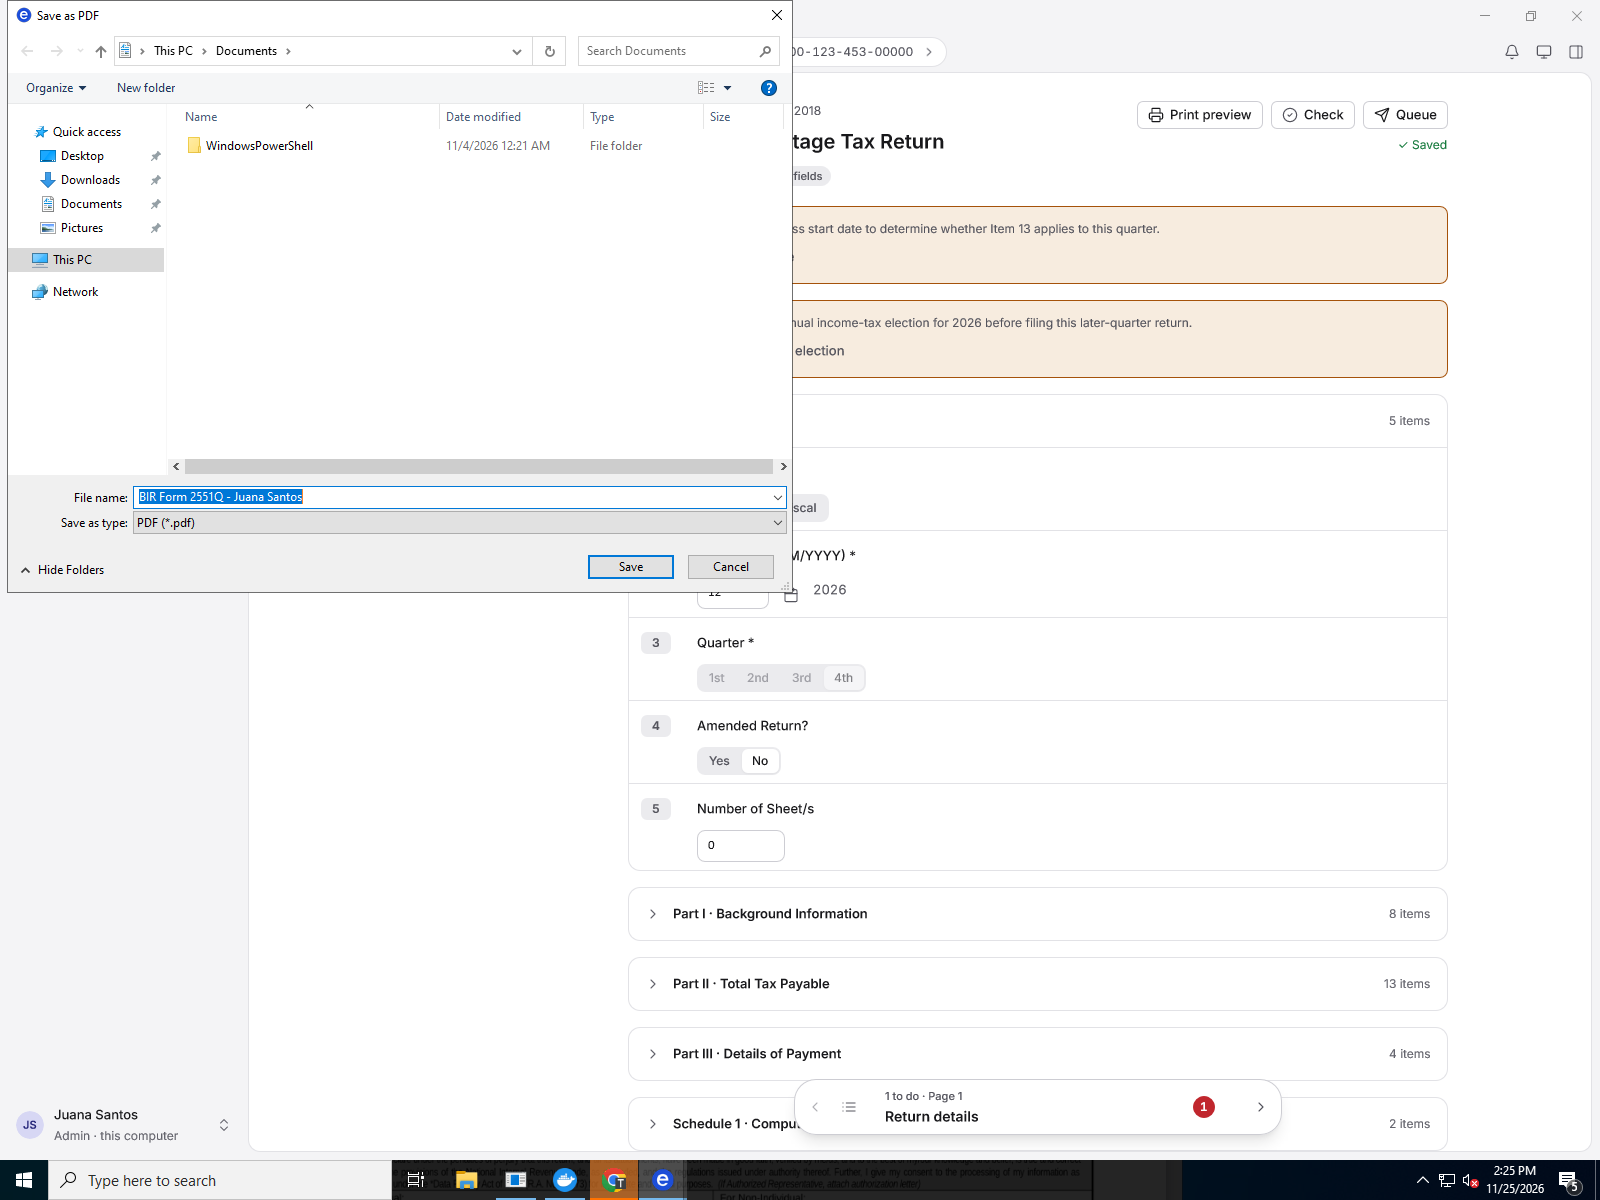 Save as PDF
This PC
Documents
Search Documents
Organize
New folder
Name
Date modified
Type
Size
WindowsPowerShell
11/4/2026 12:21 AM
File folder
Quick access
Desktop
Downloads
Documents
Pictures
This PC
Network
File name:
BIR Form 2551Q - Juana Santos
Save as type:
PDF (*.pdf)
Hide Folders
Save
Cancel
00-123-453-00000
2018
Print preview
Check
Queue
tage Tax Return
Saved
fields
ss start date to determine whether Item 13 applies to this quarter.
nual income-tax election for 2026 before filing this later-quarter return.
election
5 items
scal
M/YYYY) *
12
2026
3
Quarter *
1st
2nd
3rd
4th
4
Amended Return?
Yes
No
5
Number of Sheet/s
0
Part I · Background Information
8 items
Part II · Total Tax Payable
13 items
Part III · Details of Payment
4 items
Schedule 1 · Compu
2 items
1 to do · Page 1
Return details
1
JS
Juana Santos
Admin · this computer
Type here to search
2:25 PM
11/25/2026
5